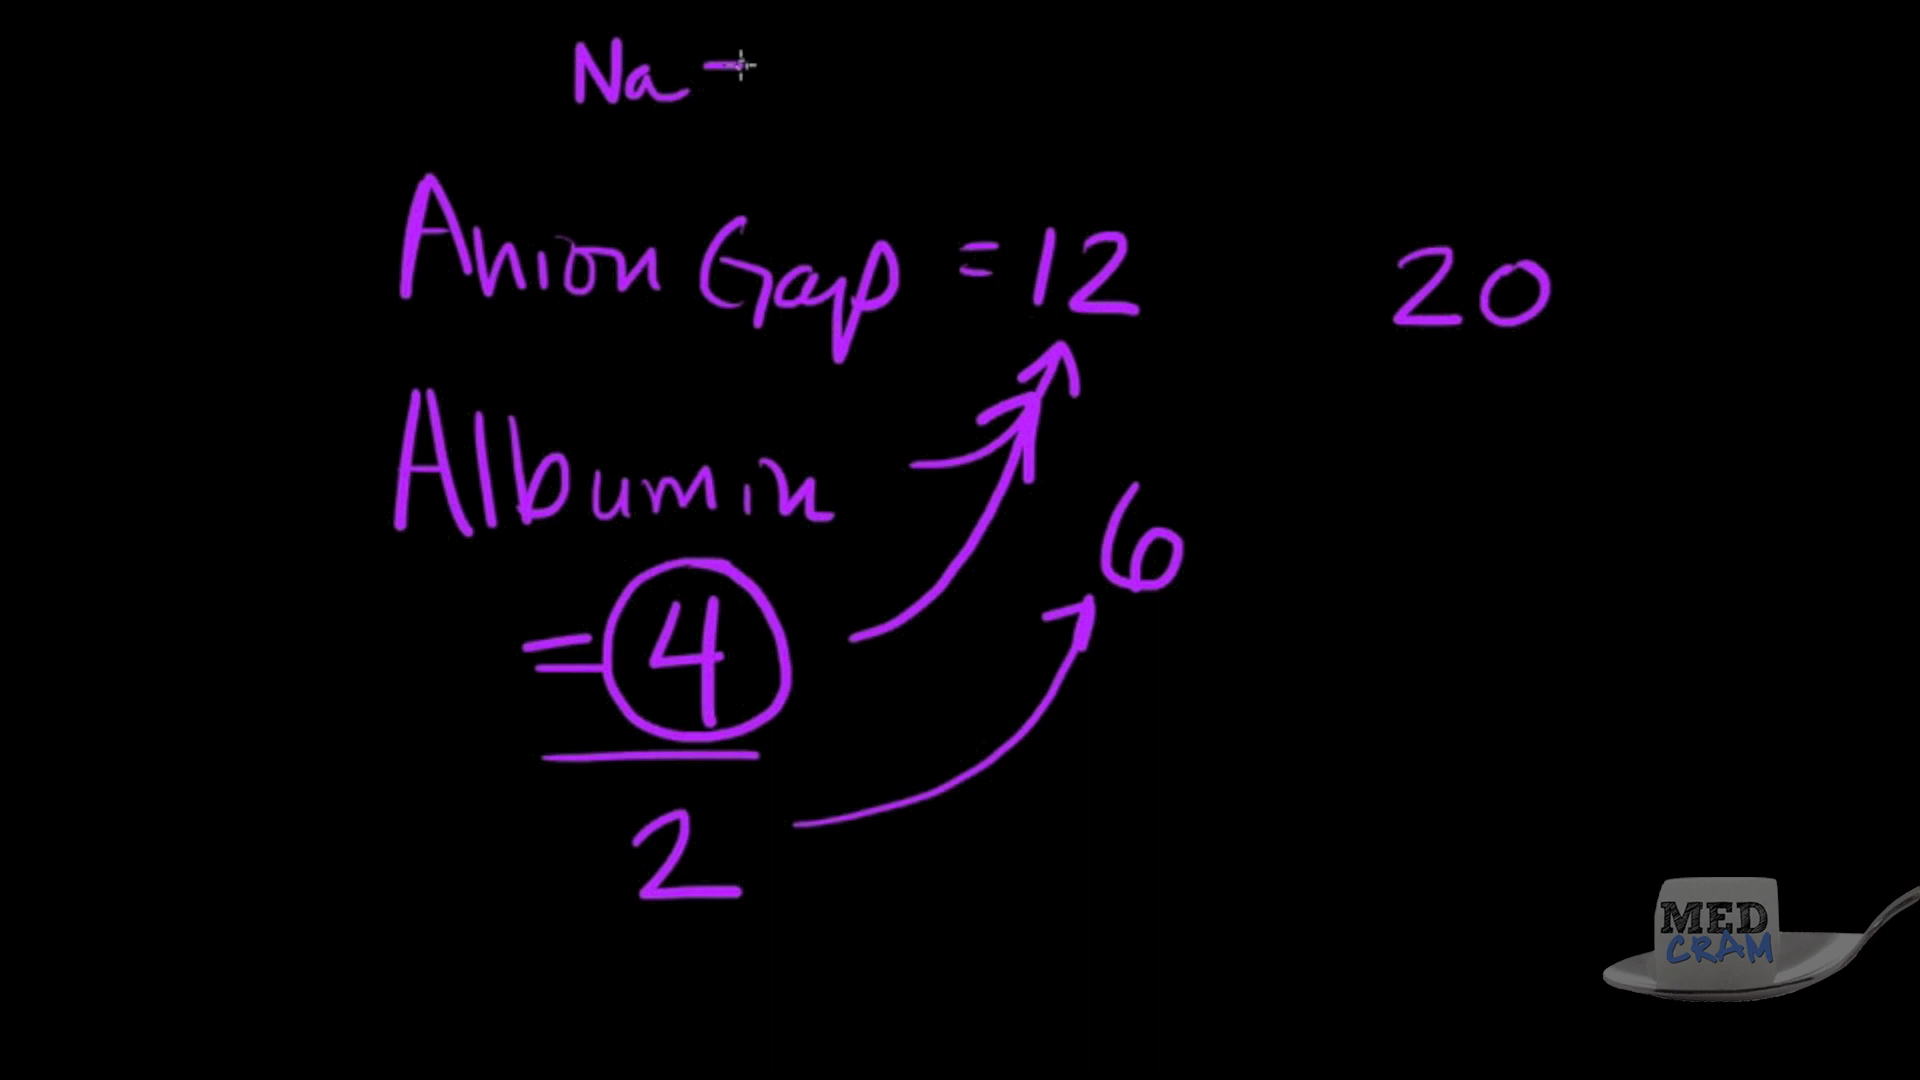 Na -
Anion Gap = 12 20
Albumin
6
= 4
2
MED
CRAM